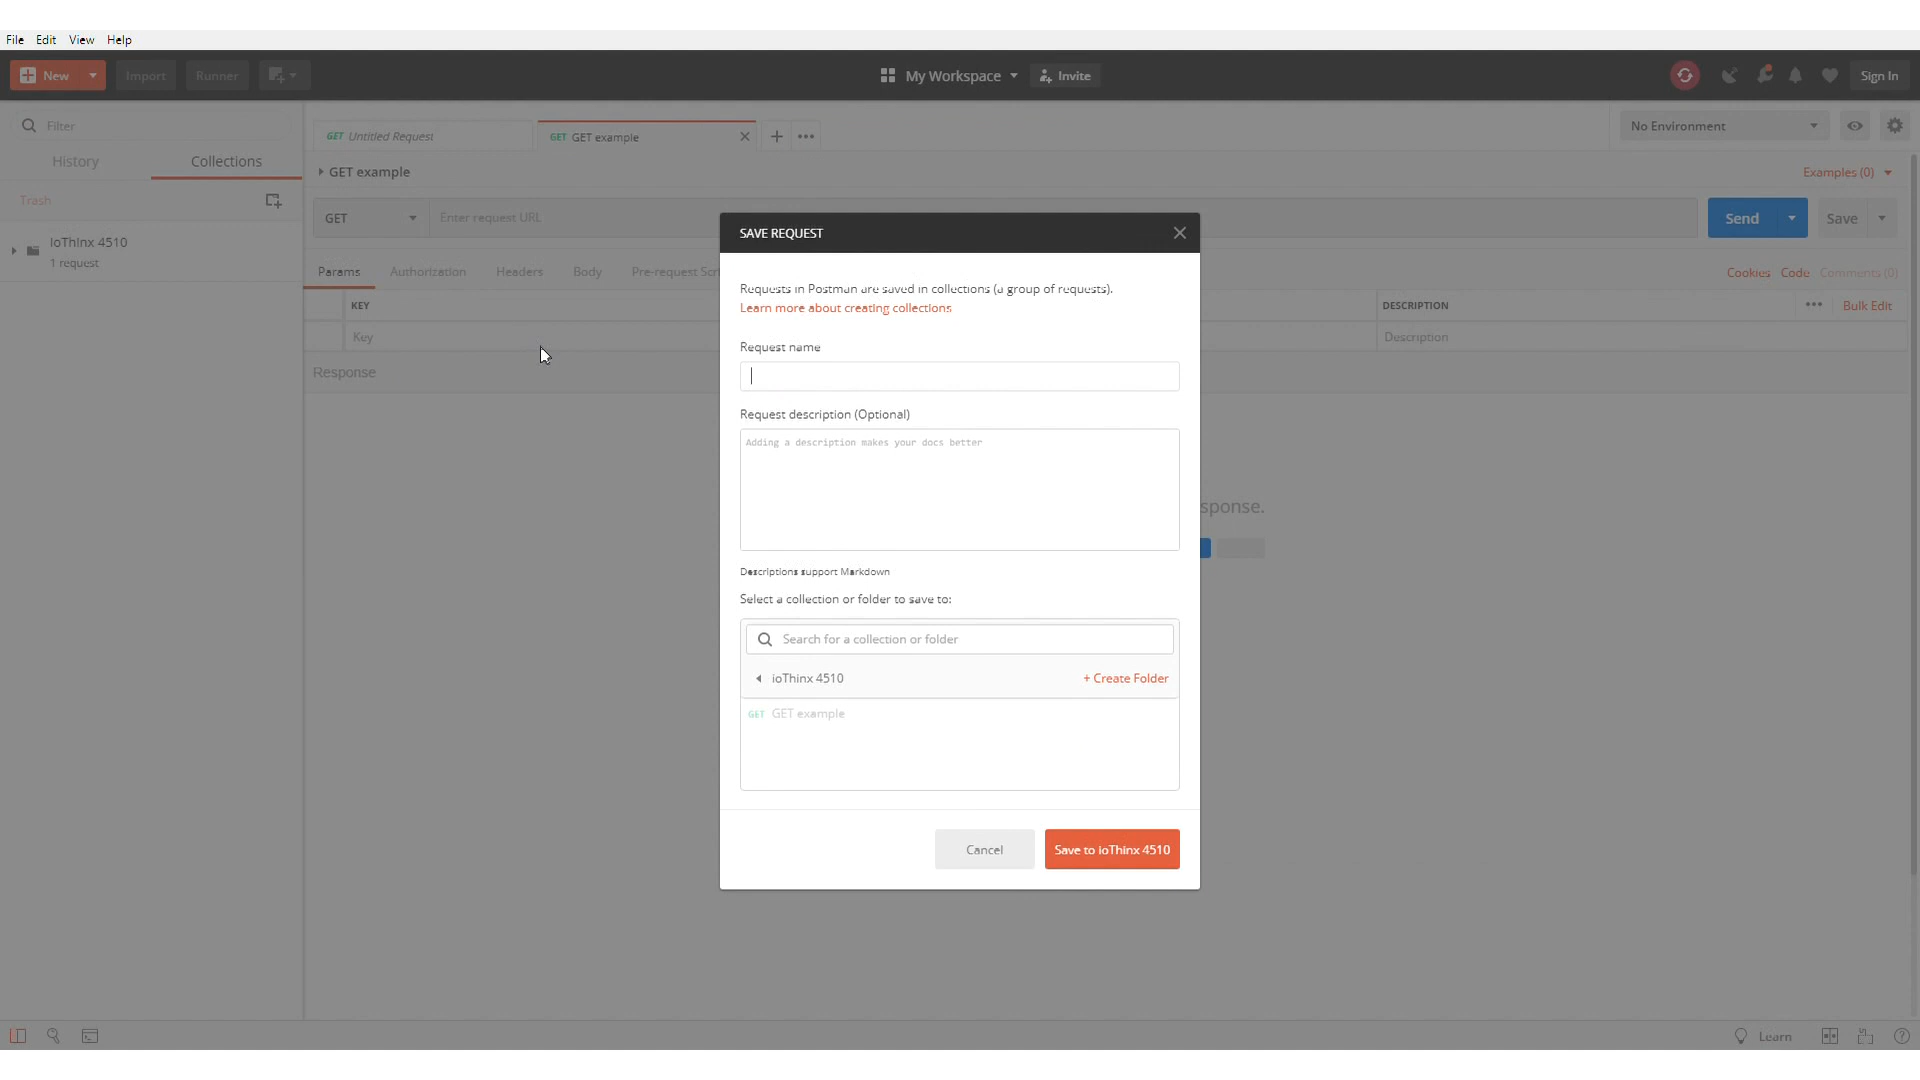 File Edit View Help
New Import Runner My Workspace Invite Sign In
Filter
GET Untitled Request GET GET example No Environment
History Collections
GET example Examples (0)
Trash
GET Enter request URL Send Save
ioThinx 4510
1 request
Params Authorization Headers Body Pre-request Scr Cookies Code Comments (0)
KEY DESCRIPTION Bulk Edit
Key Description
Response
sponse.
SAVE REQUEST
Requests in Postman are saved in collections (a group of requests).
Learn more about creating collections
Request name
Request description (Optional)
Adding a description makes your docs better
Descriptions support Markdown
Select a collection or folder to save to:
Search for a collection or folder
ioThinx 4510 + Create Folder
GET GET example
Cancel Save to ioThinx 4510
Learn